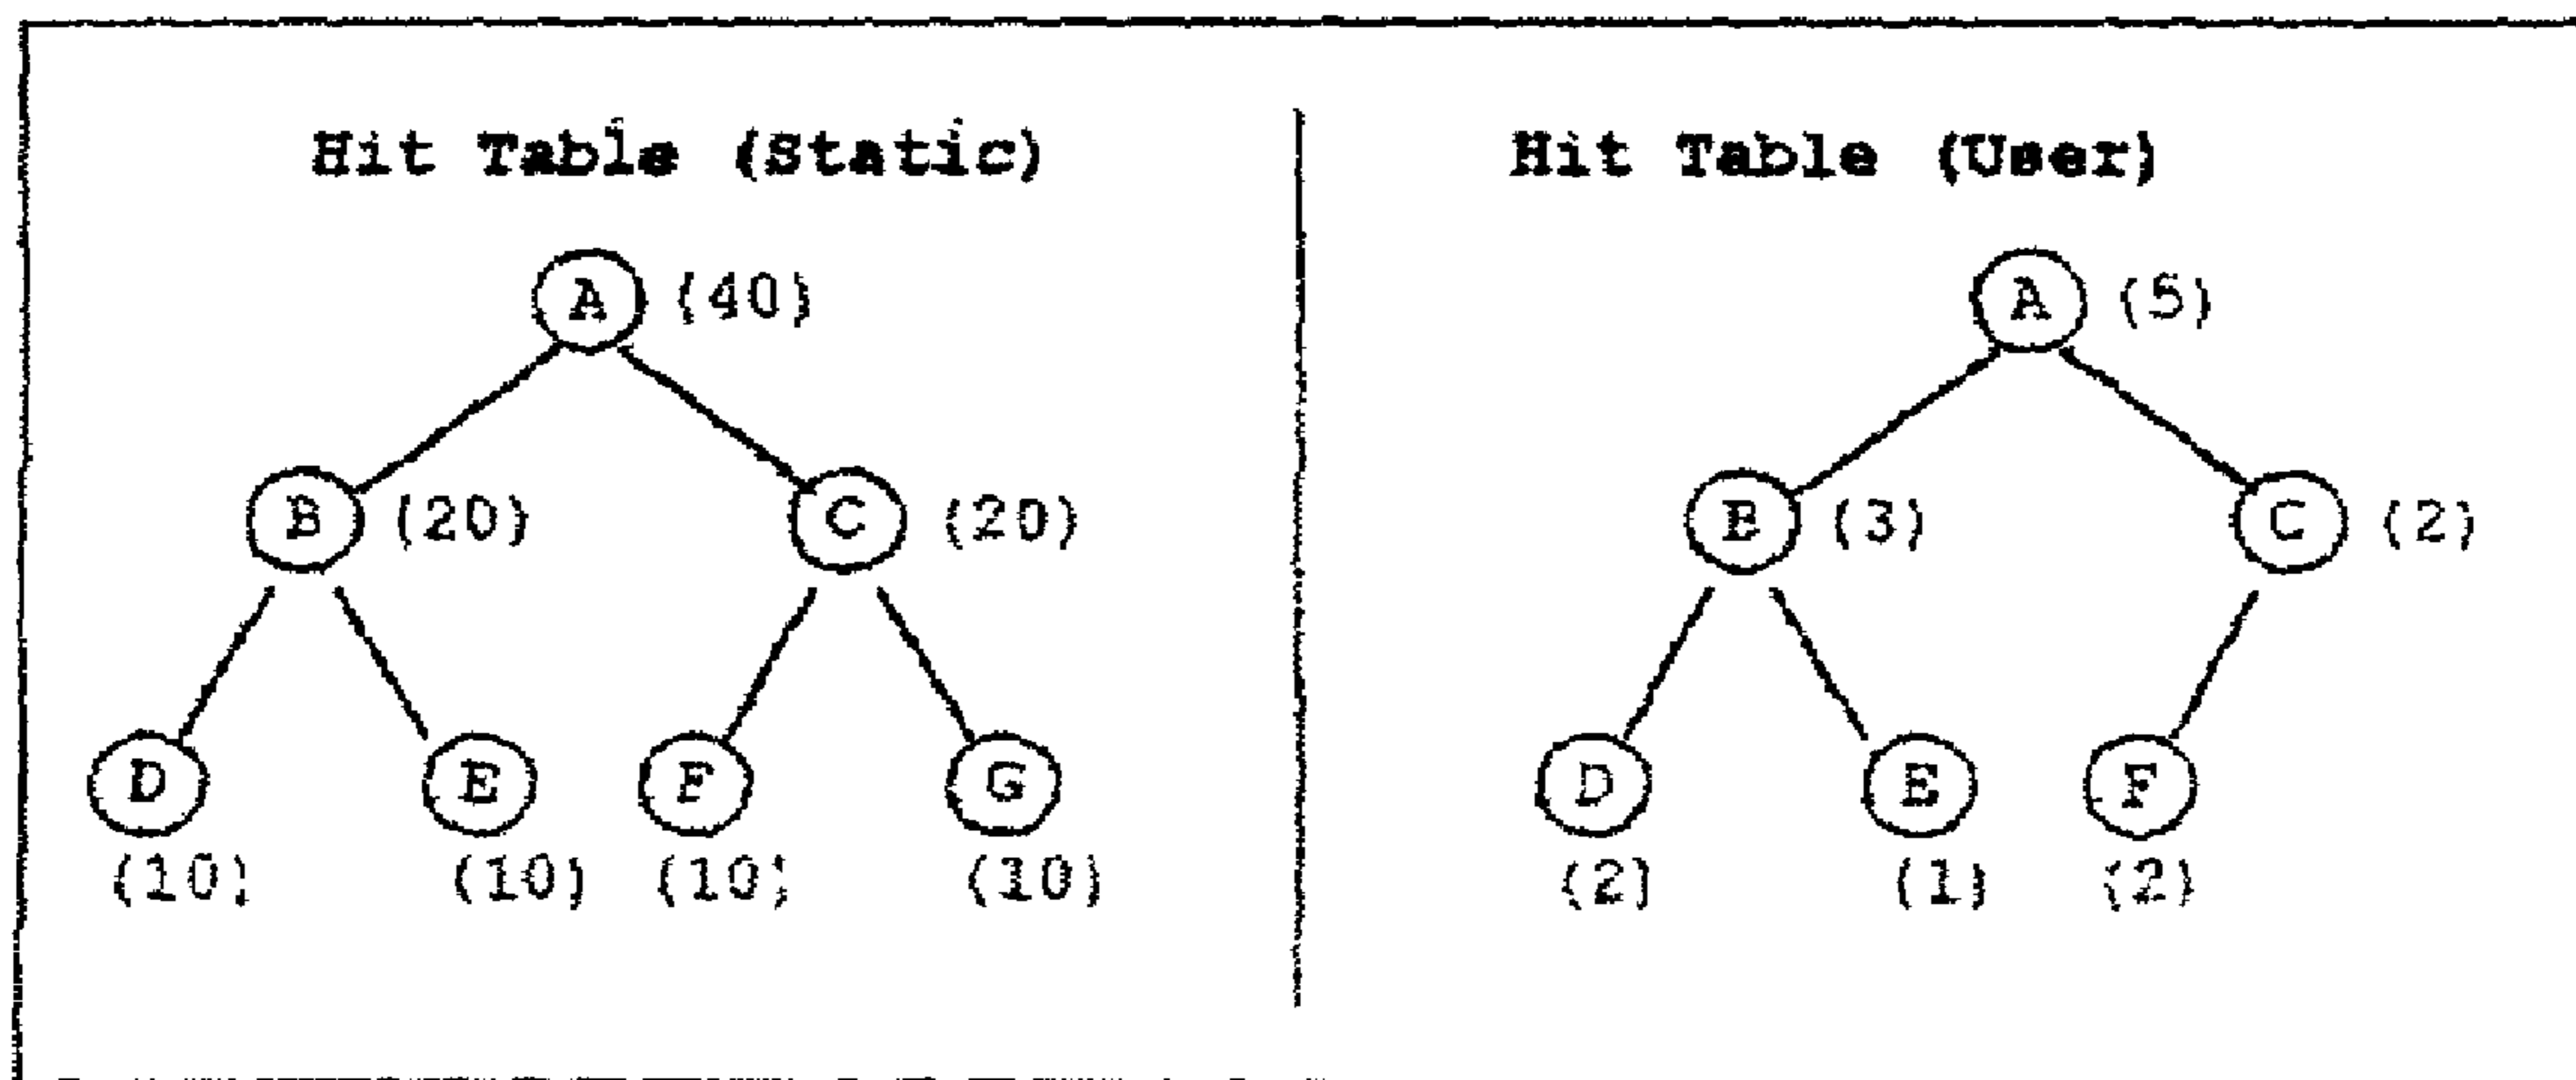 Hit Table (Static)
Hit Table (User)
A (40)
A (5)
B (20)
C (20)
B (3)
C (2)
D
E
F
G
D
E
F
(10)
(10)
(10)
(10)
(2)
(1)
(2)